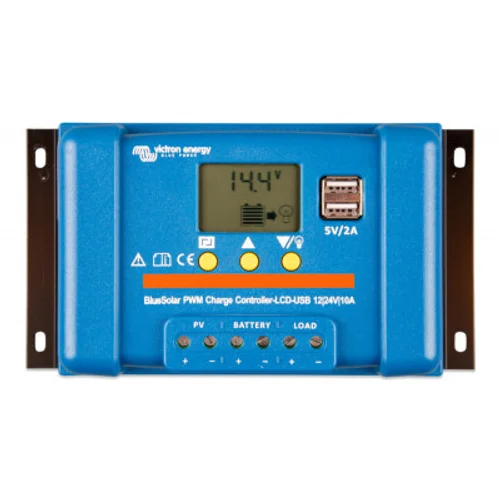 victron energy
BLUE POWER
14.4 V
5V/2A
CE
BlueSolar PWM Charge Controller-LCD-USB 12|24V|10A
PV BATTERY LOAD
+ - + - + -